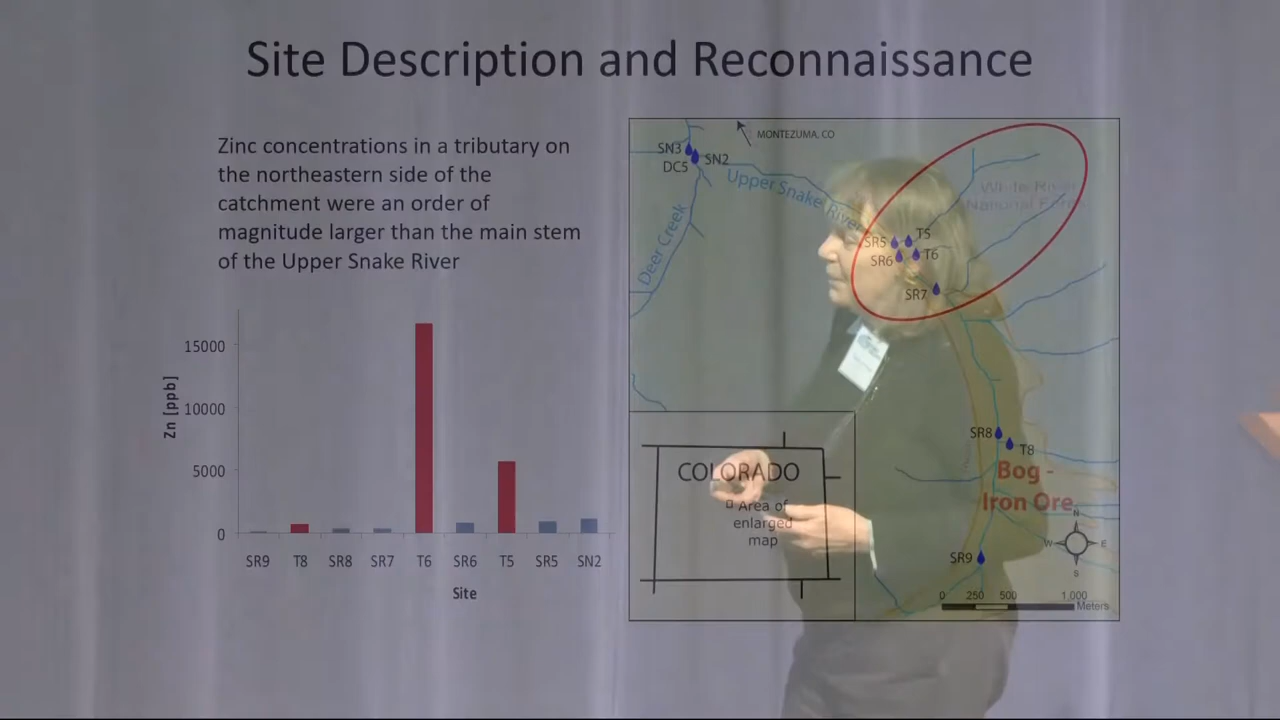 Site Description and Reconnaissance
Zinc concentrations in a tributary on
the northeastern side of the
catchment were an order of
magnitude larger than the main stem
of the Upper Snake River
15000
10000
5000
0
Zn [ppb]
SR9 T8 SR8 SR7 T6 SR6 T5 SR5 SN2
Site
MONTEZUMA, CO
SN3
SN2
DC5
Upper Snake River
Deer Creek
White River
National Forest
SR5
T5
SR6
T6
SR7
SR8
T8
Bog -
Iron Ore
SR9
N
W
E
S
0 250 500 1,000
Meters
COLORADO
Area of
enlarged
map